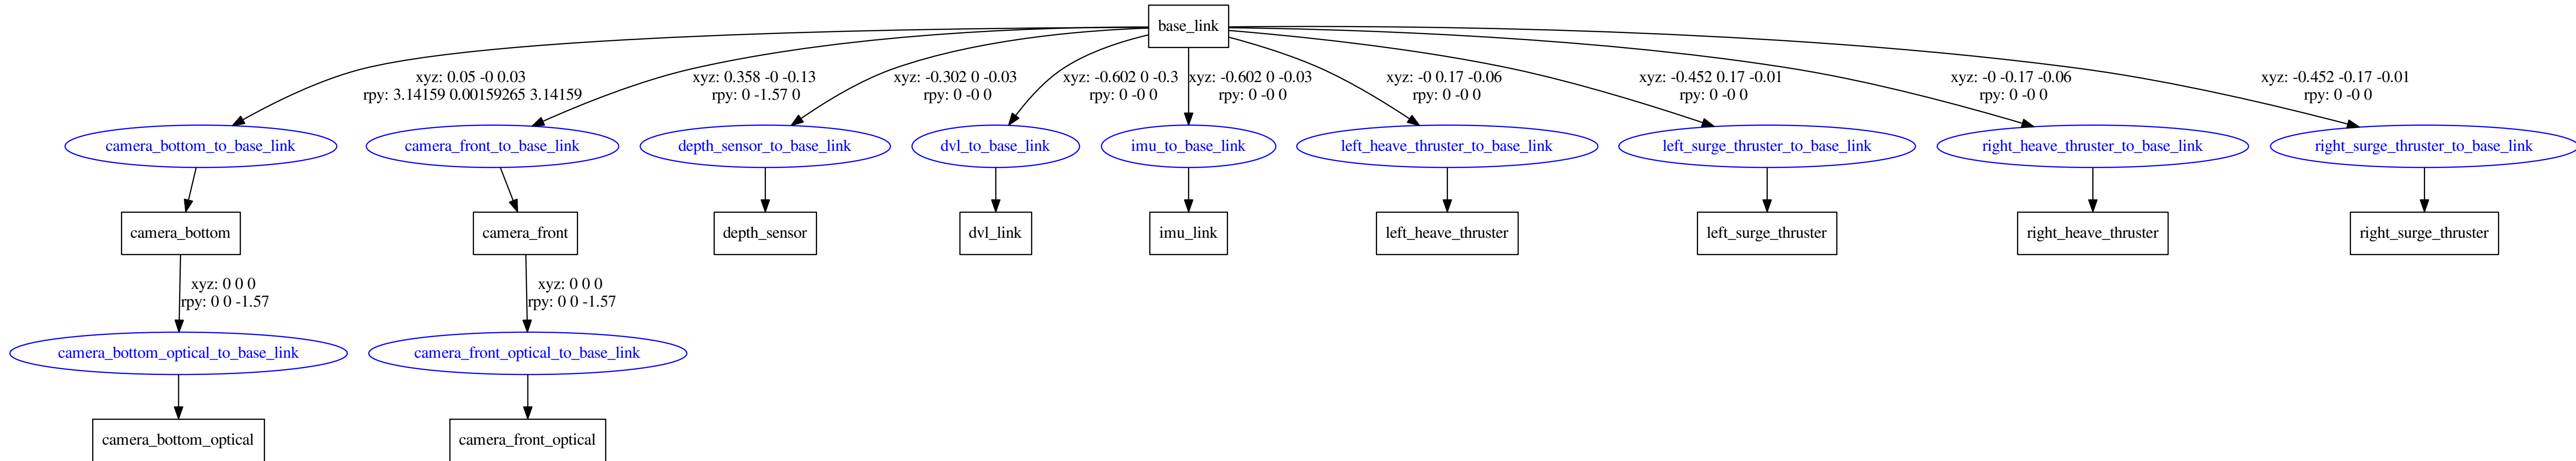 base_link
xyz: 0.05 -0 0.03
rpy: 3.14159 0.00159265 3.14159
xyz: 0.358 -0 -0.13
rpy: 0 -1.57 0
xyz: -0.302 0 -0.03
rpy: 0 -0 0
xyz: -0.602 0 -0.3
rpy: 0 -0 0
xyz: -0.602 0 -0.03
rpy: 0 -0 0
xyz: -0 0.17 -0.06
rpy: 0 -0 0
xyz: -0.452 0.17 -0.01
rpy: 0 -0 0
xyz: -0 -0.17 -0.06
rpy: 0 -0 0
xyz: -0.452 -0.17 -0.01
rpy: 0 -0 0
camera_bottom_to_base_link
camera_front_to_base_link
depth_sensor_to_base_link
dvl_to_base_link
imu_to_base_link
left_heave_thruster_to_base_link
left_surge_thruster_to_base_link
right_heave_thruster_to_base_link
right_surge_thruster_to_base_link
camera_bottom
camera_front
depth_sensor
dvl_link
imu_link
left_heave_thruster
left_surge_thruster
right_heave_thruster
right_surge_thruster
xyz: 0 0 0
rpy: 0 0 -1.57
xyz: 0 0 0
rpy: 0 0 -1.57
camera_bottom_optical_to_base_link
camera_front_optical_to_base_link
camera_bottom_optical
camera_front_optical